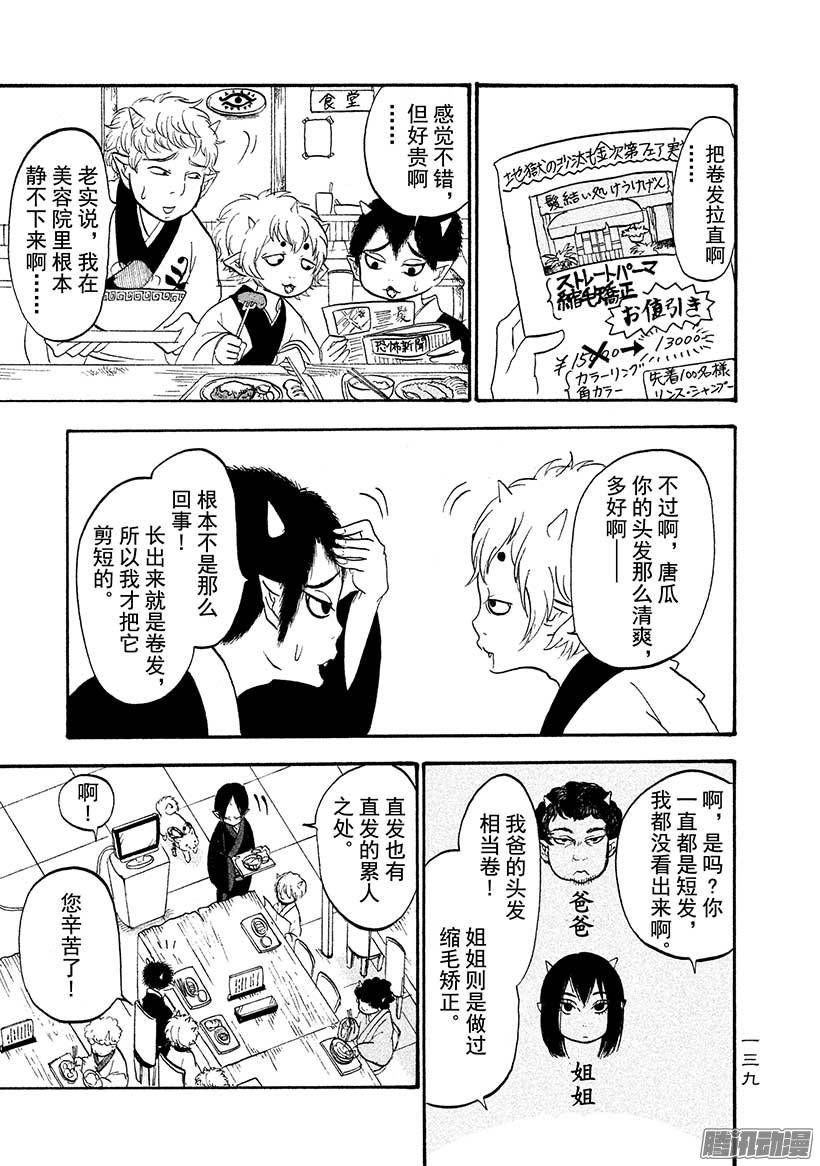 把卷发拉直啊
……
地獄の沙汰も金次第
髪結い処けうけげん
ストレートパーマ
縮毛矯正
お値引き
¥15000→13000
カラーリング
角カラー
先着100名様
リンス・シャンプー
食堂
感觉不错，
但好贵啊
……
恐怖新聞
老实说，我在
美容院里根本
静不下来啊……
不过啊，唐瓜
你的头发那么清爽，
多好啊——
根本不是那么
回事！
长出来就是卷发，
所以我才把它
剪短的。
啊，是吗？你
一直都是短发，
我都没看出来啊。
爸爸
我爸的头发
相当卷！
姐姐则是做过
缩毛矫正。
姐姐
直发也有
直发的累人
之处。
啊！
您辛苦了！
一三九
腾讯动漫